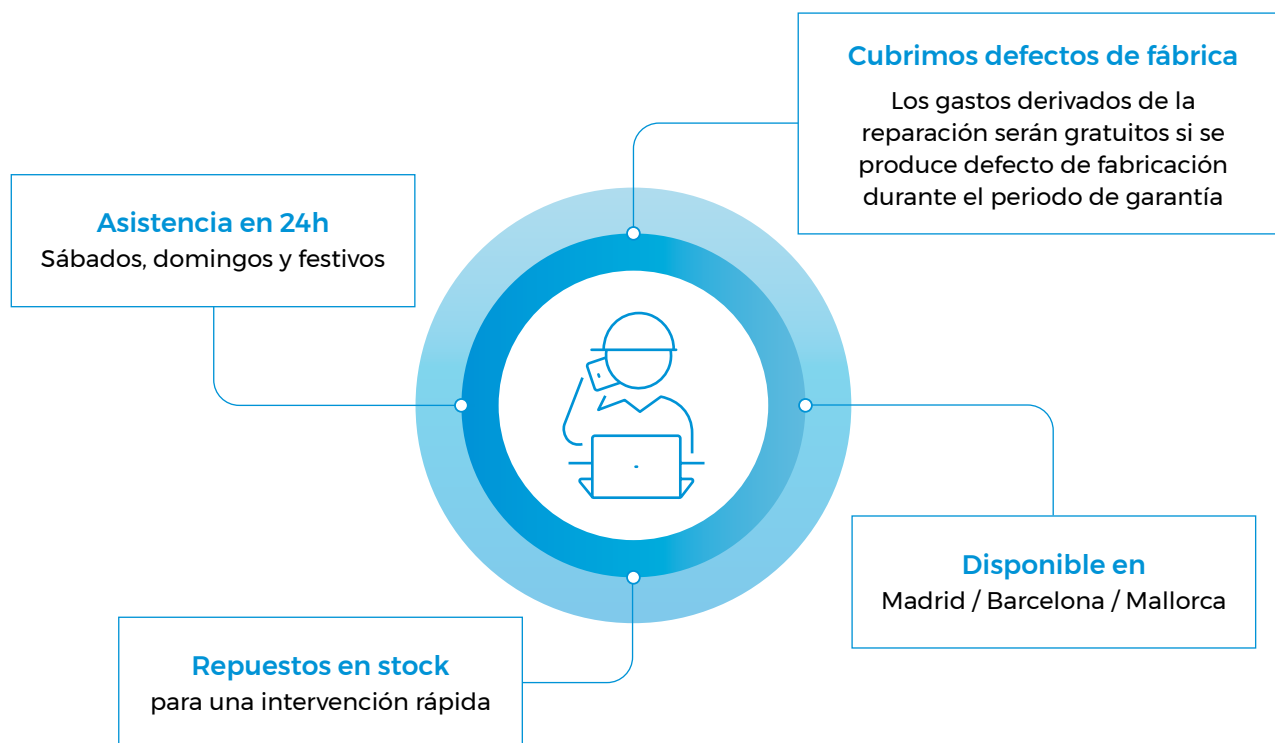 Cubrimos defectos de fábrica
Los gastos derivados de la
reparación serán gratuitos si se
produce defecto de fabricación
durante el periodo de garantía
Asistencia en 24h
Sábados, domingos y festivos
Disponible en
Madrid / Barcelona / Mallorca
Repuestos en stock
para una intervención rápida